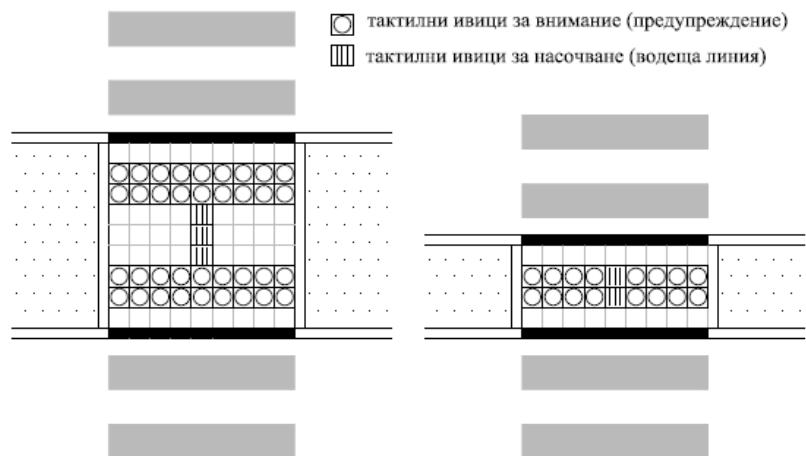 тактилни ивици за внимание (предупреждение)
тактилни ивици за насочване (водеща линия)